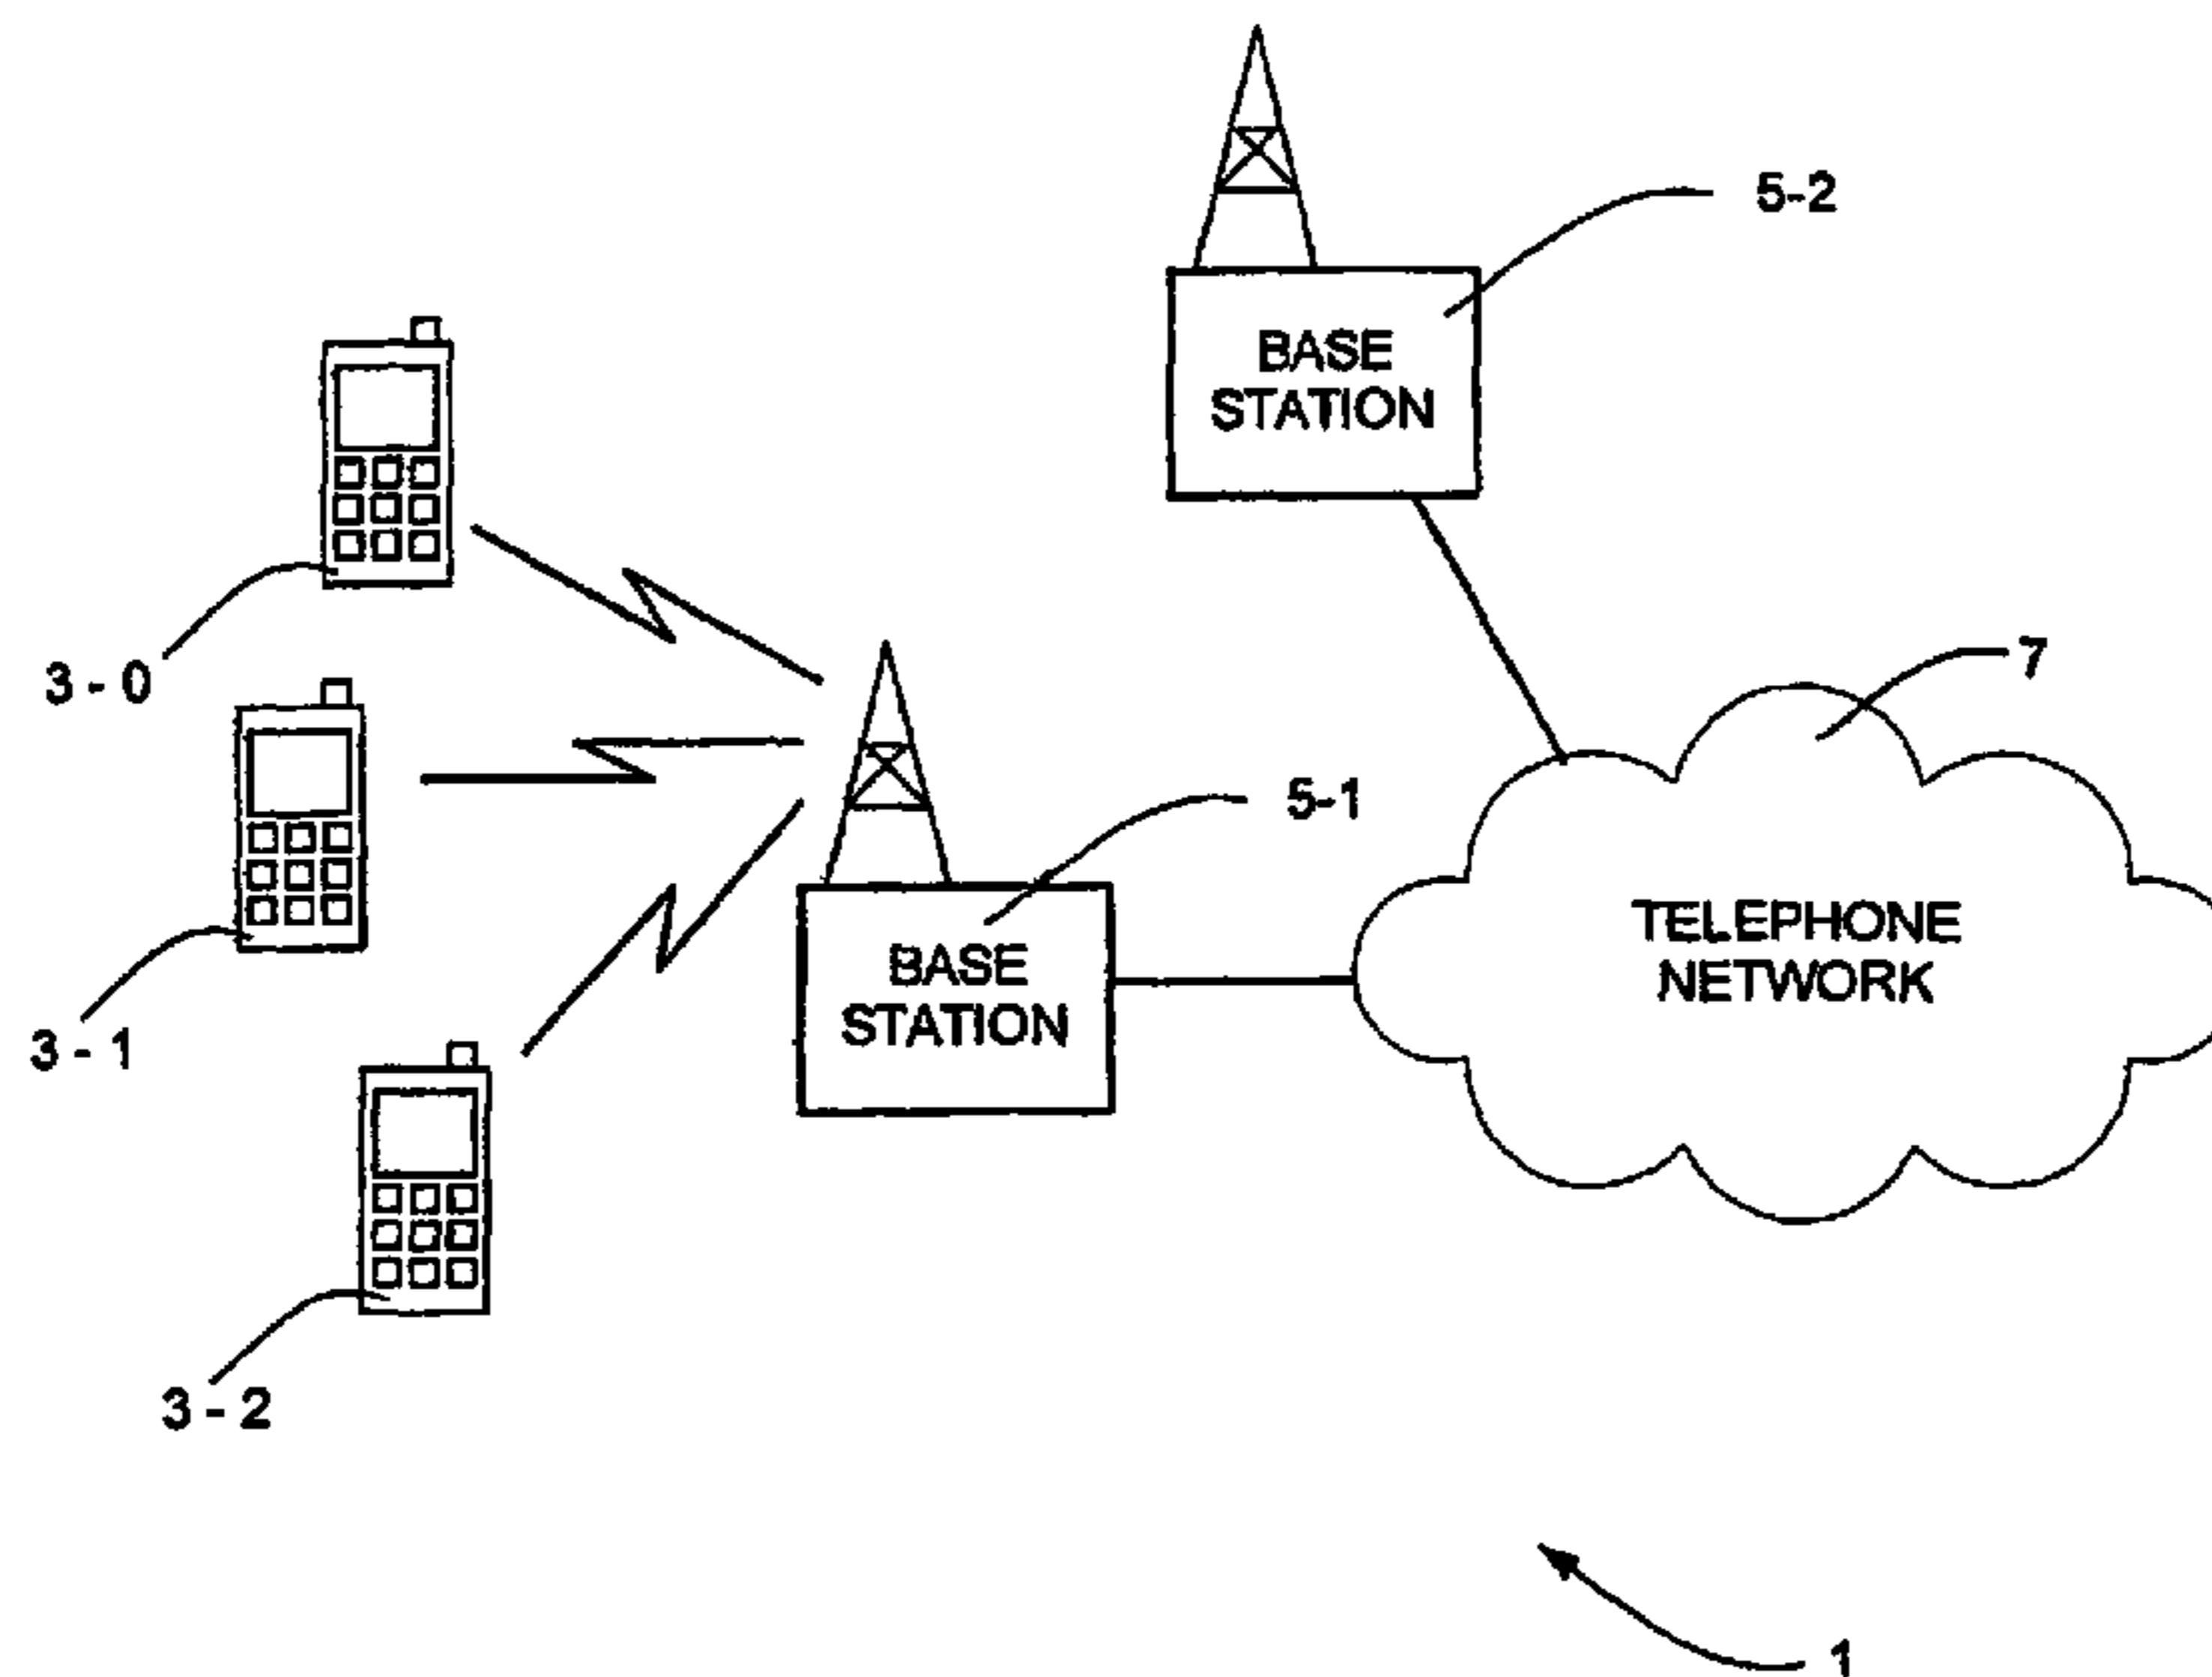 5-2
BASE
STATION
3 - 0
7
5-1
TELEPHONE
NETWORK
BASE
STATION
3 - 1
3 - 2
1